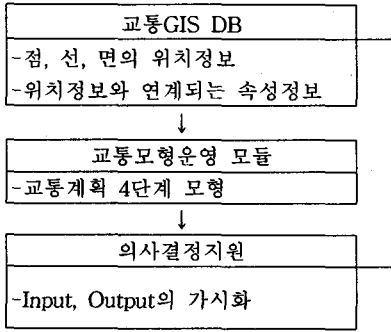 교통GIS DB
-점, 선, 면의 위치정보
-위치정보와 연계되는 속성정보
↓
교통모형운영 모듈
-교통계획 4단계 모형
↓
의사결정지원
-Input, Output의 가시화